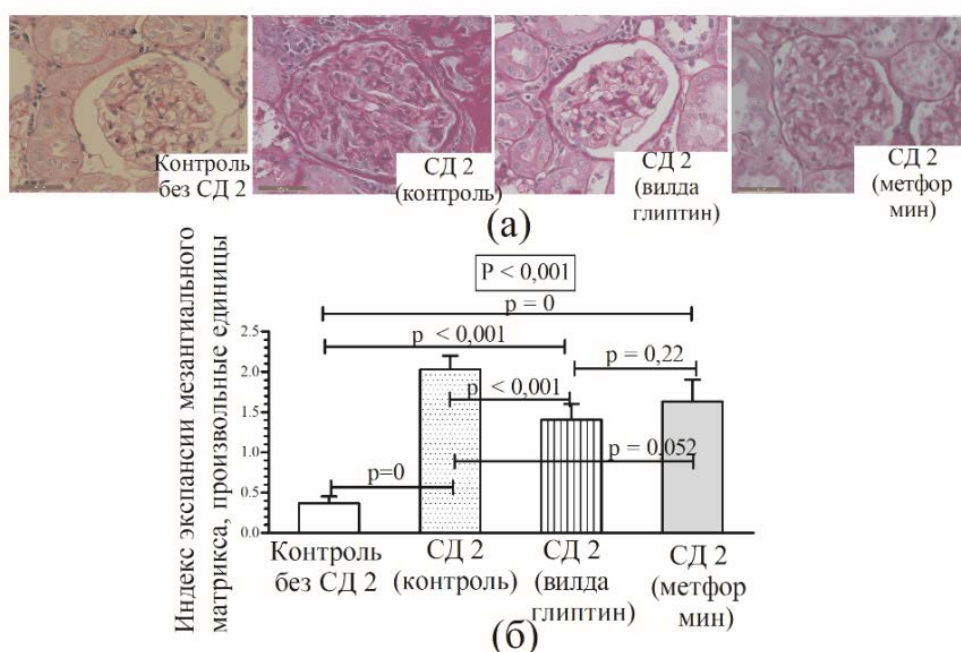 Контроль
без СД 2
СД 2
(контроль)
СД 2
(вилда
глиптин)
СД 2
(метфор
мин)
(а)
Индекс экспансии мезангиального
матрикса, произвольные единицы
P < 0,001
p = 0
p < 0,001
p = 0,22
p < 0,001
p = 0.052
p=0
2.5
2.0
1.5
1.0
0.5
0.0
Контроль
без СД 2
СД 2
(контроль)
СД 2
(вилда
глиптин)
СД 2
(метфор
мин)
(б)